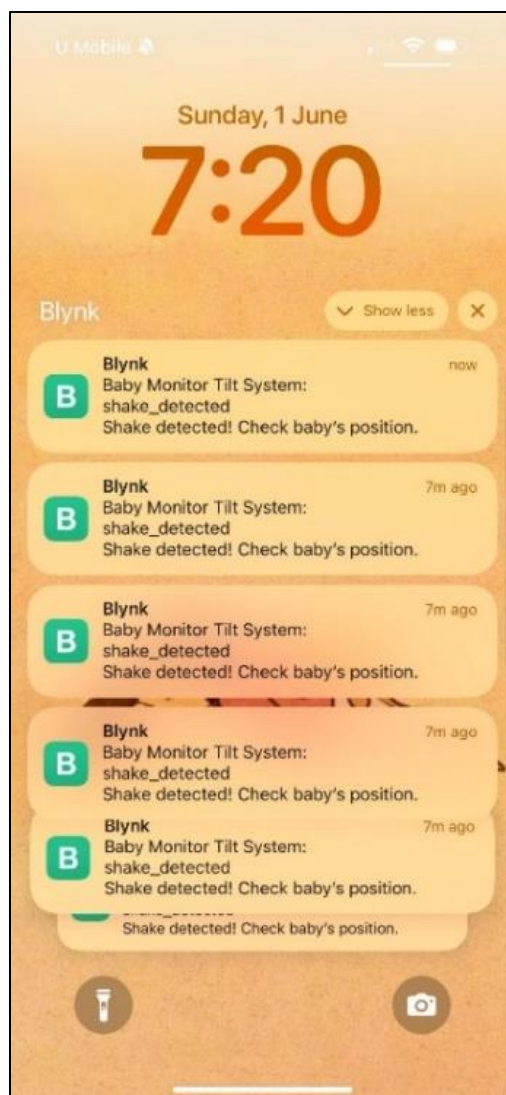 U Mobile
Sunday, 1 June
7:20
Blynk
Show less
B
Blynk
now
Baby Monitor Tilt System:
shake_detected
Shake detected! Check baby's position.
B
Blynk
7m ago
Baby Monitor Tilt System:
shake_detected
Shake detected! Check baby's position.
B
Blynk
7m ago
Baby Monitor Tilt System:
shake_detected
Shake detected! Check baby's position.
B
Blynk
7m ago
Baby Monitor Tilt System:
shake_detected
Shake detected! Check baby's position.
B
Blynk
7m ago
Baby Monitor Tilt System:
shake_detected
Shake detected! Check baby's position.
Shake detected! Check baby's position.